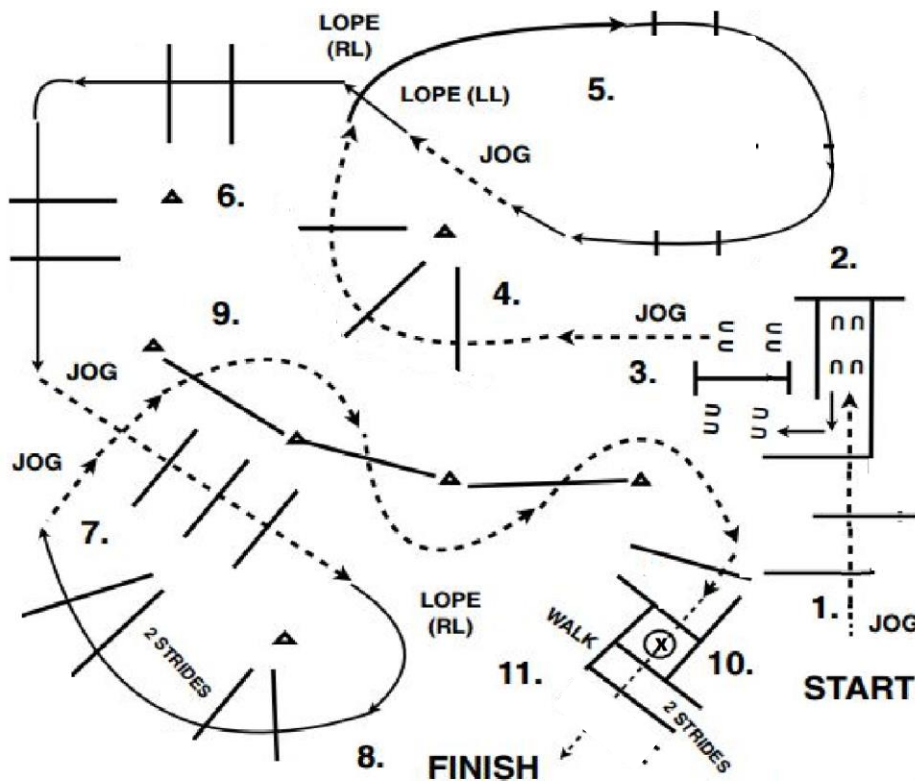 LOPE
(RL)
LOPE (LL)
5.
JOG
6.
2.
4.
JOG
3.
9.
JOG
JOG
7.
LOPE
(RL)
2 STRIDES
WALK
X
10.
1.
JOG
11.
START
2 STRIDES
8.
FINISH